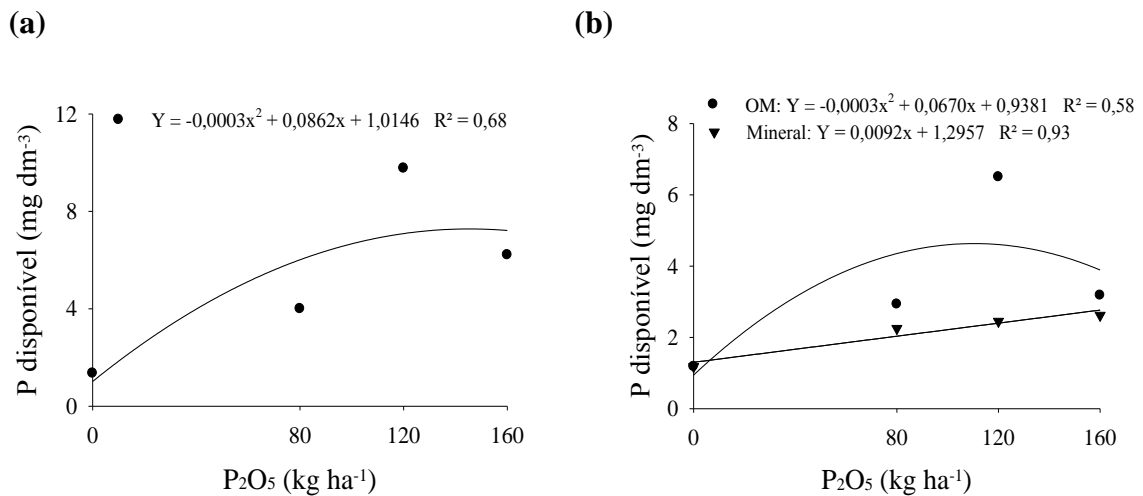 (a)
(b)
Y = -0,0003x² + 0,0862x + 1,0146 R² = 0,68
12
8
4
0
0
80
120
160
P disponível (mg dm⁻³)
P₂O₅ (kg ha⁻¹)
OM: Y = -0,0003x² + 0,0670x + 0,9381 R² = 0,58
Mineral: Y = 0,0092x + 1,2957 R² = 0,93
8
6
4
2
0
0
80
120
160
P disponível (mg dm⁻³)
P₂O₅ (kg ha⁻¹)